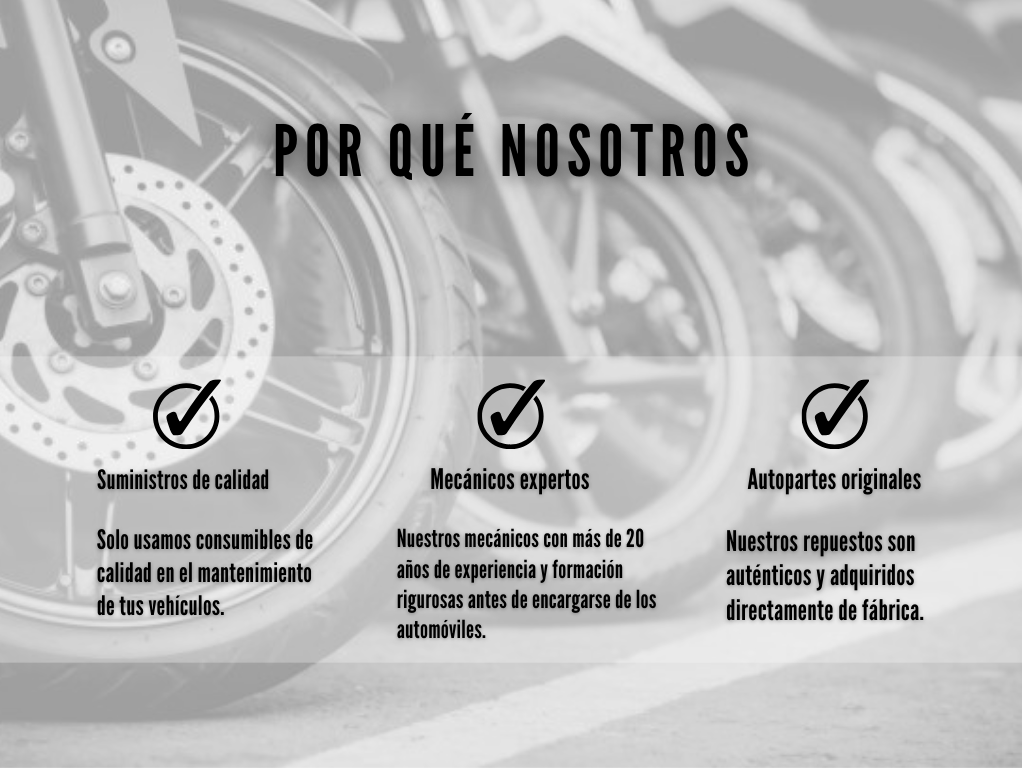 POR QUÉ NOSOTROS
Suministros de calidad
Solo usamos consumibles de
calidad en el mantenimiento
de tus vehículos.
Mecánicos expertos
Nuestros mecánicos con más de 20
años de experiencia y formación
rigurosas antes de encargarse de los
automóviles.
Autopartes originales
Nuestros repuestos son
auténticos y adquiridos
directamente de fábrica.